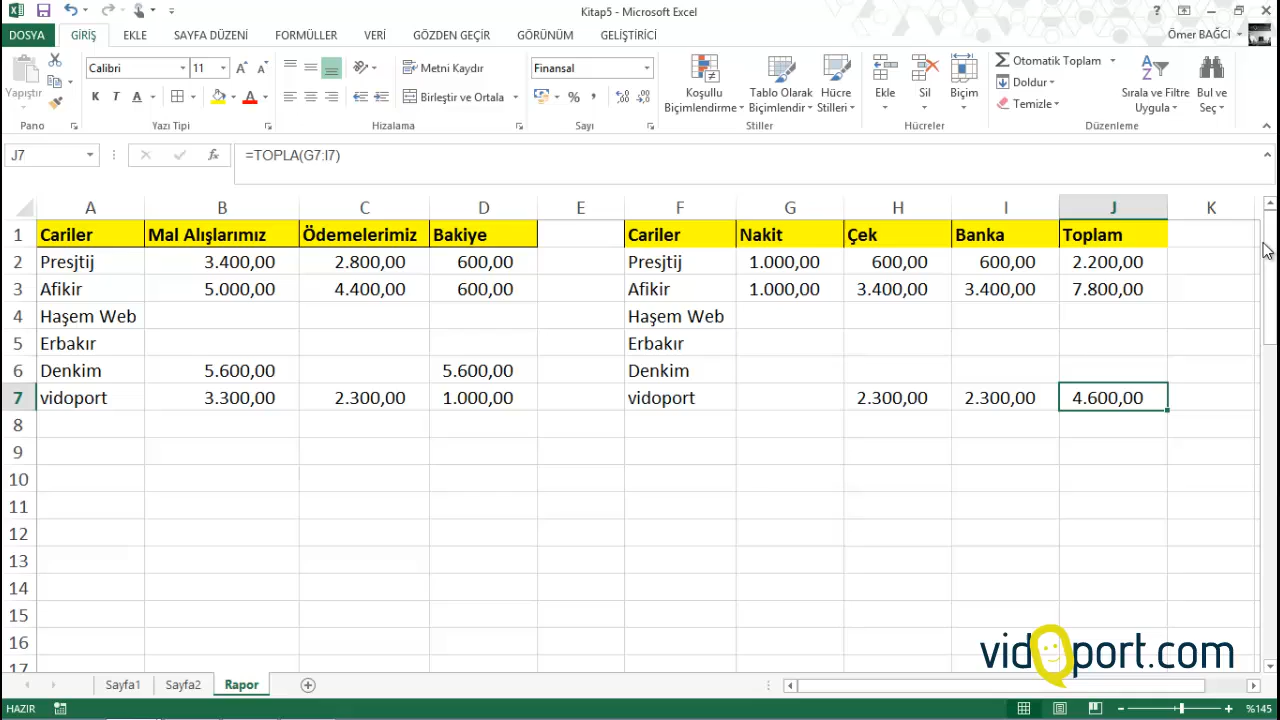 Kitap5 - Microsoft Excel
?
DOSYA GİRİŞ EKLE SAYFA DÜZENİ FORMÜLLER VERİ GÖZDEN GEÇİR GÖRÜNÜM GELİŞTİRİCİ Ömer BAĞCI
Yapıştır
Pano
Calibri 11
K T A
Yazı Tipi
Metni Kaydır
Birleştir ve Ortala
Hizalama
Finansal
%
Sayı
Koşullu Biçimlendirme
Tablo Olarak Biçimlendir
Hücre Stilleri
Stiller
Ekle Sil Biçim
Hücreler
Otomatik Toplam
Doldur
Temizle
Sırala ve Filtre Uygula
Bul ve Seç
Düzenleme
J7 fx =TOPLA(G7:I7)
A B C D E F G H I J K
1 Cariler Mal Alışlarımız Ödemelerimiz Bakiye Cariler Nakit Çek Banka Toplam
2 Presjtij 3.400,00 2.800,00 600,00 Presjtij 1.000,00 600,00 600,00 2.200,00
3 Afikir 5.000,00 4.400,00 600,00 Afikir 1.000,00 3.400,00 3.400,00 7.800,00
4 Haşem Web Haşem Web
5 Erbakır Erbakır
6 Denkim 5.600,00 5.600,00 Denkim
7 vidoport 3.300,00 2.300,00 1.000,00 vidoport 2.300,00 2.300,00 4.600,00
8
9
10
11
12
13
14
15
16
17
vidoport.com
Sayfa1 Sayfa2 Rapor
HAZIR %145